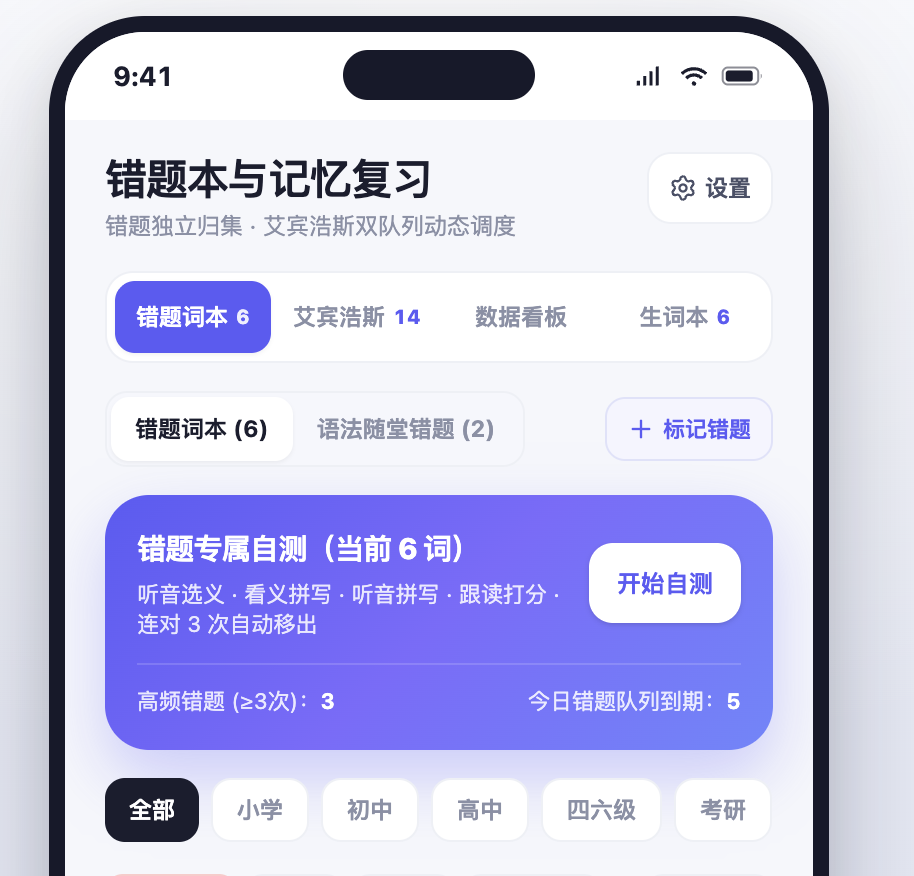 9:41
错题本与记忆复习
设置
错题独立归集 · 艾宾浩斯双队列动态调度
错题词本 6 艾宾浩斯 14 数据看板 生词本 6
错题词本 (6) 语法随堂错题 (2) + 标记错题
错题专属自测（当前 6 词）
听音选义 · 看义拼写 · 听音拼写 · 跟读打分 ·
连对 3 次自动移出
开始自测
高频错题 (≥3次)： 3 今日错题队列到期： 5
全部 小学 初中 高中 四六级 考研